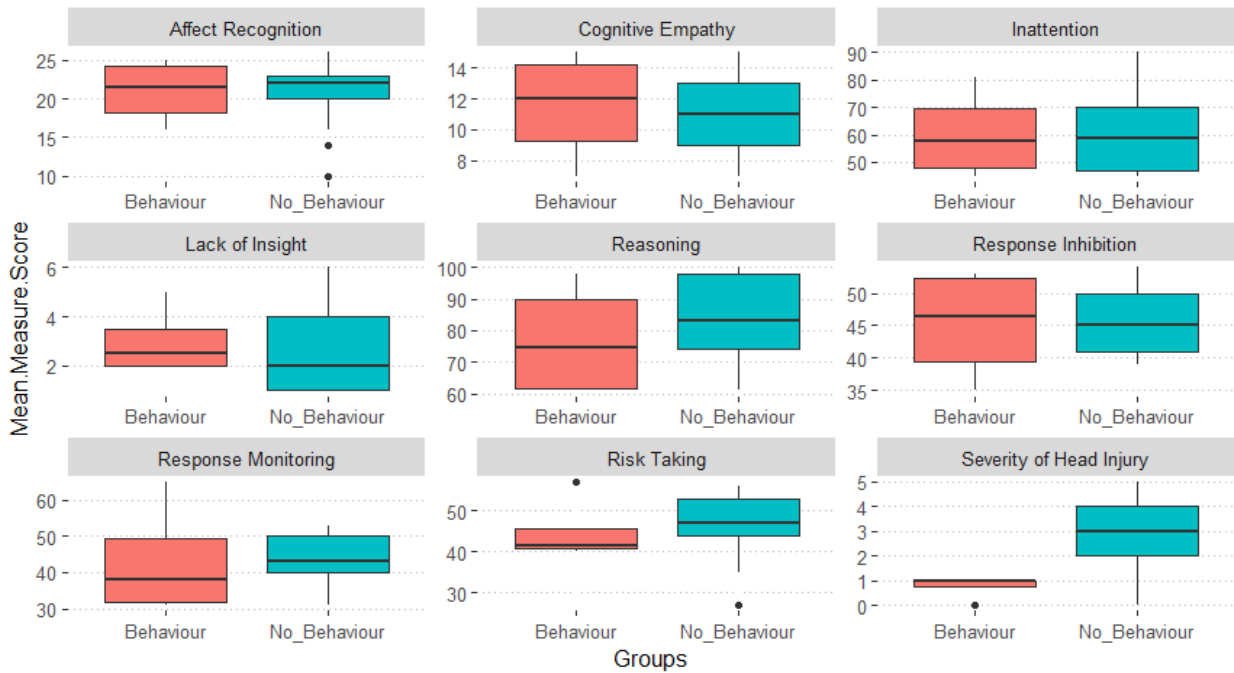 Affect Recognition
Cognitive Empathy
Inattention
25
20
15
10
14
12
10
8
90
80
70
60
50
Behaviour No_Behaviour
Behaviour No_Behaviour
Behaviour No_Behaviour
Mean.Measure.Score
Lack of Insight
Reasoning
Response Inhibition
6
4
2
100
90
80
70
60
50
45
40
35
Behaviour No_Behaviour
Behaviour No_Behaviour
Behaviour No_Behaviour
Response Monitoring
Risk Taking
Severity of Head Injury
60
50
40
30
50
40
30
5
4
3
2
1
0
Behaviour No_Behaviour
Behaviour No_Behaviour
Behaviour No_Behaviour
Groups